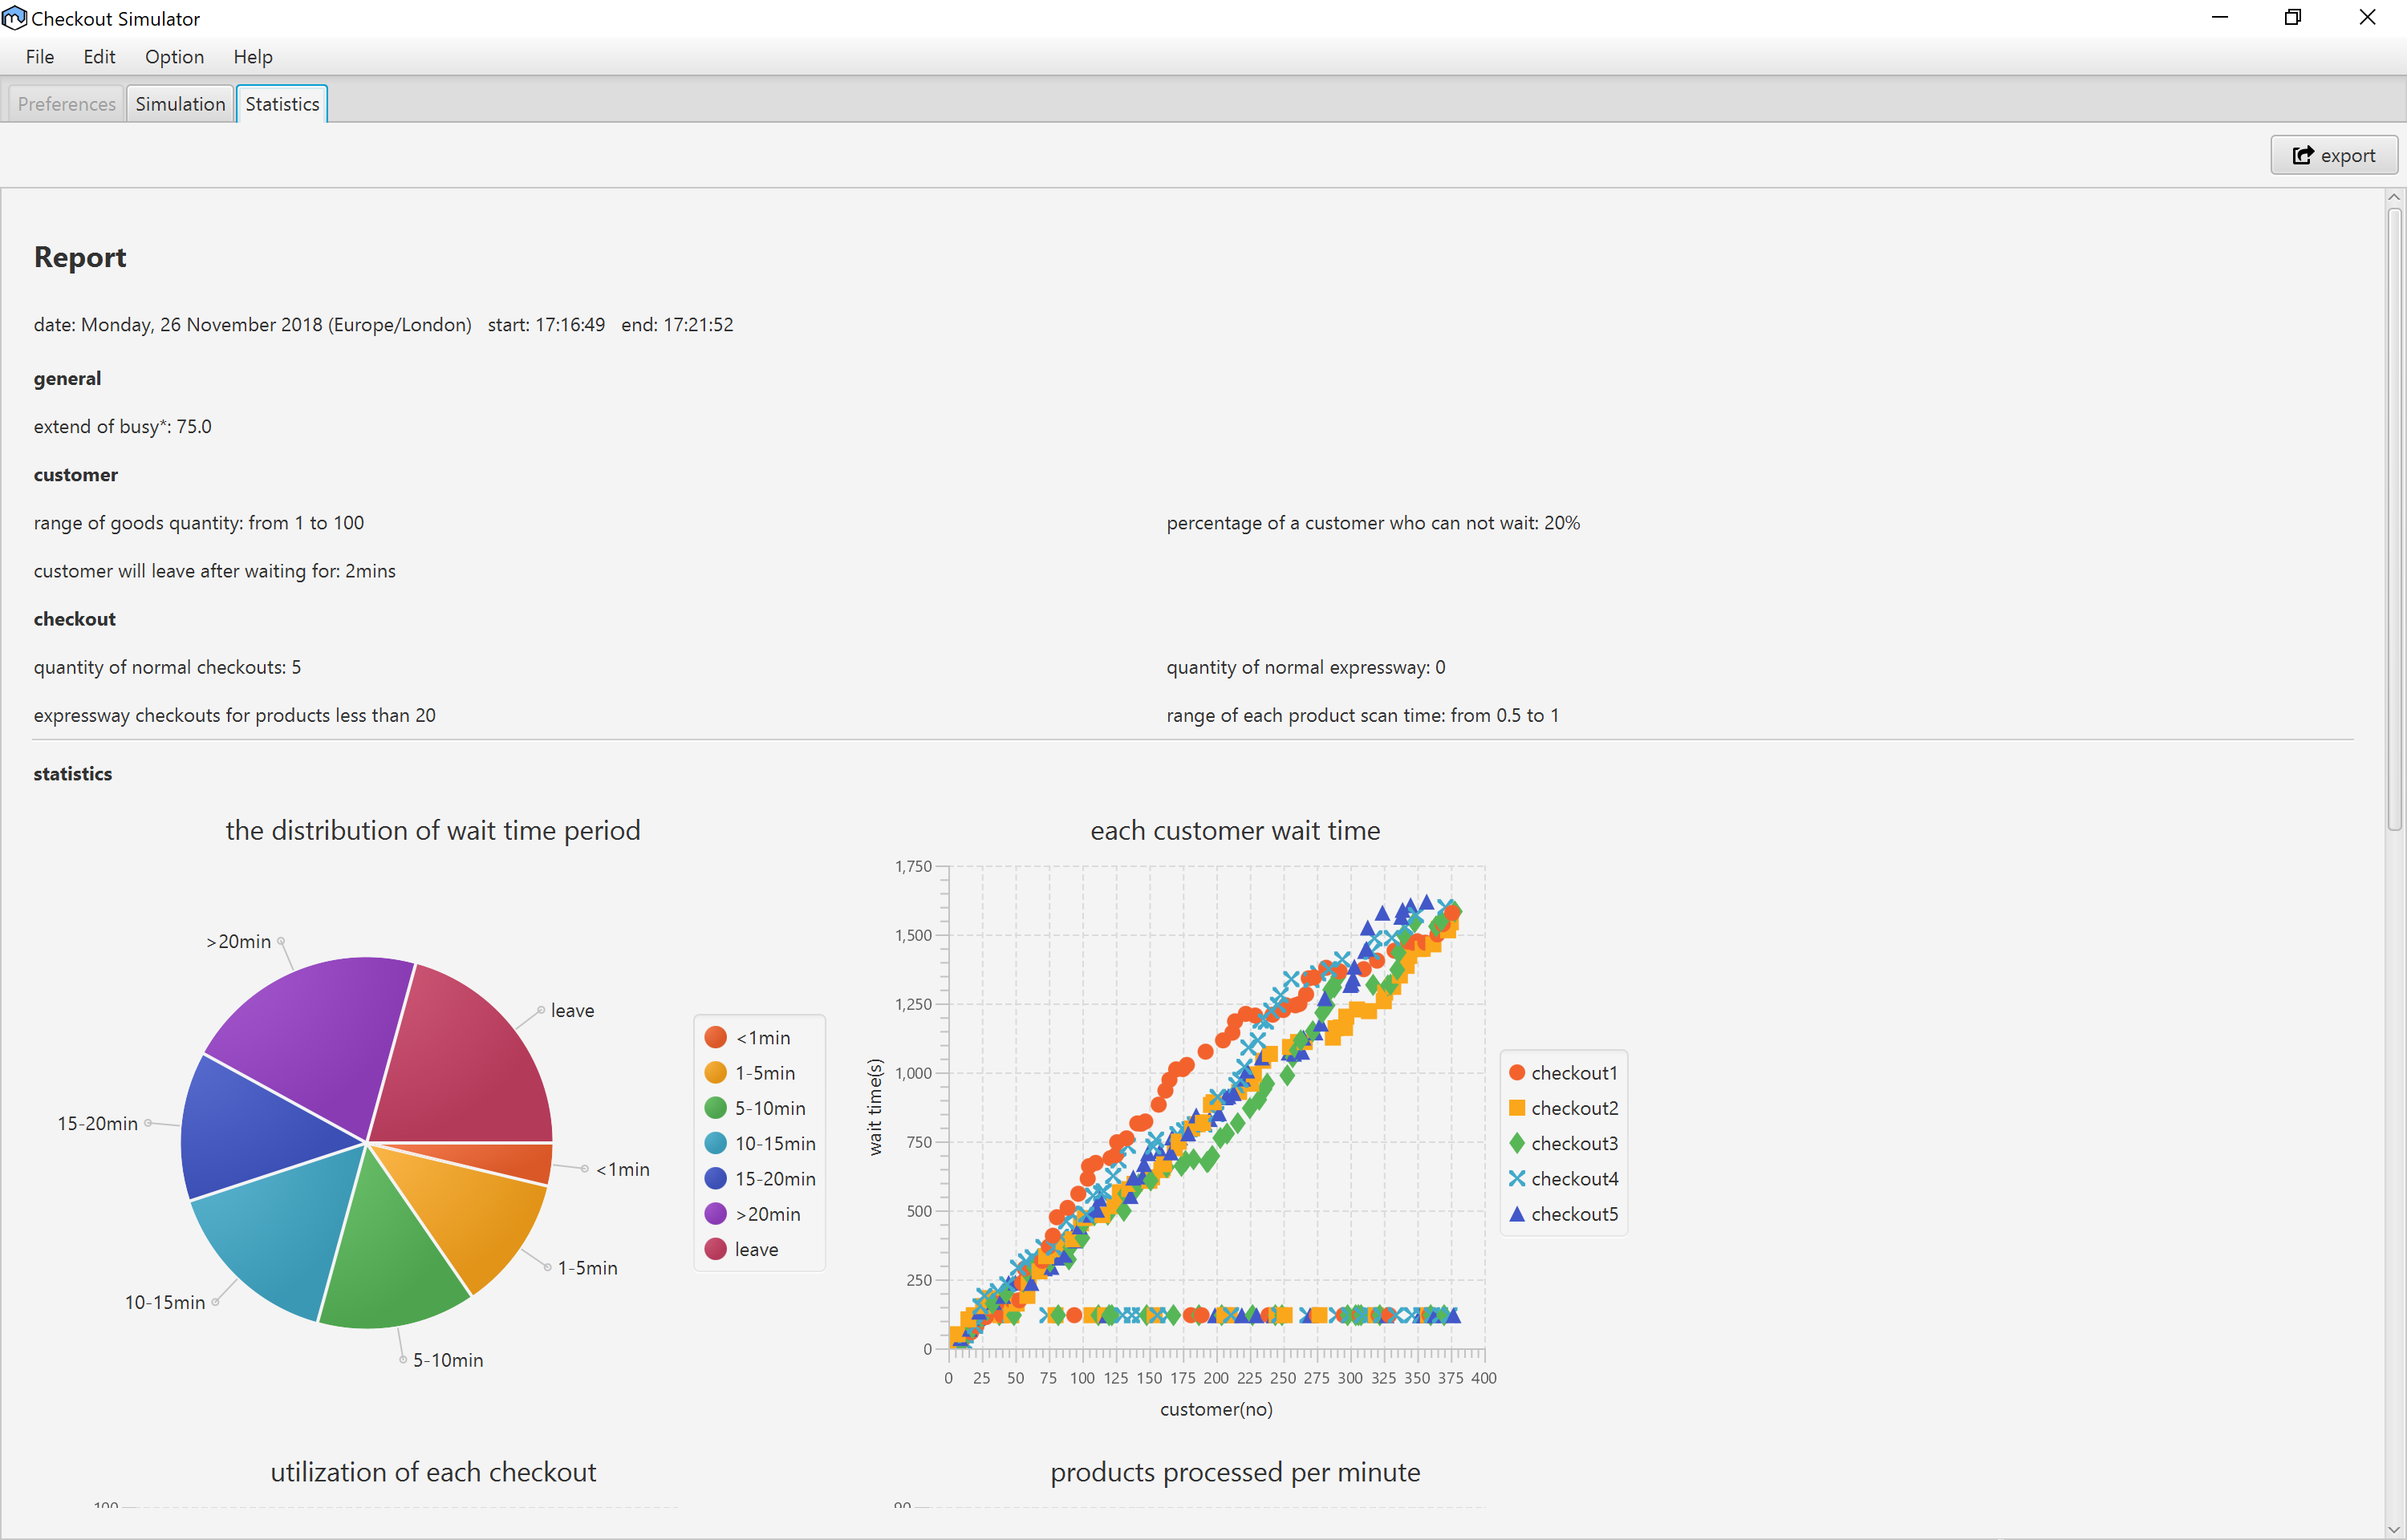 Checkout Simulator
File Edit Option Help
Preferences Simulation Statistics
export
Report
date: Monday, 26 November 2018 (Europe/London) start: 17:16:49 end: 17:21:52
general
extend of busy*: 75.0
customer
range of goods quantity: from 1 to 100 percentage of a customer who can not wait: 20%
customer will leave after waiting for: 2mins
checkout
quantity of normal checkouts: 5 quantity of normal expressway: 0
expressway checkouts for products less than 20 range of each product scan time: from 0.5 to 1
statistics
the distribution of wait time period
>20min
leave
15-20min
<1min
1-5min
10-15min
5-10min
<1min
1-5min
5-10min
10-15min
15-20min
>20min
leave
each customer wait time
1,750
1,500
1,250
1,000
750
500
250
0
wait time(s)
0 25 50 75 100 125 150 175 200 225 250 275 300 325 350 375 400
customer(no)
checkout1
checkout2
checkout3
checkout4
checkout5
utilization of each checkout
100
products processed per minute
90